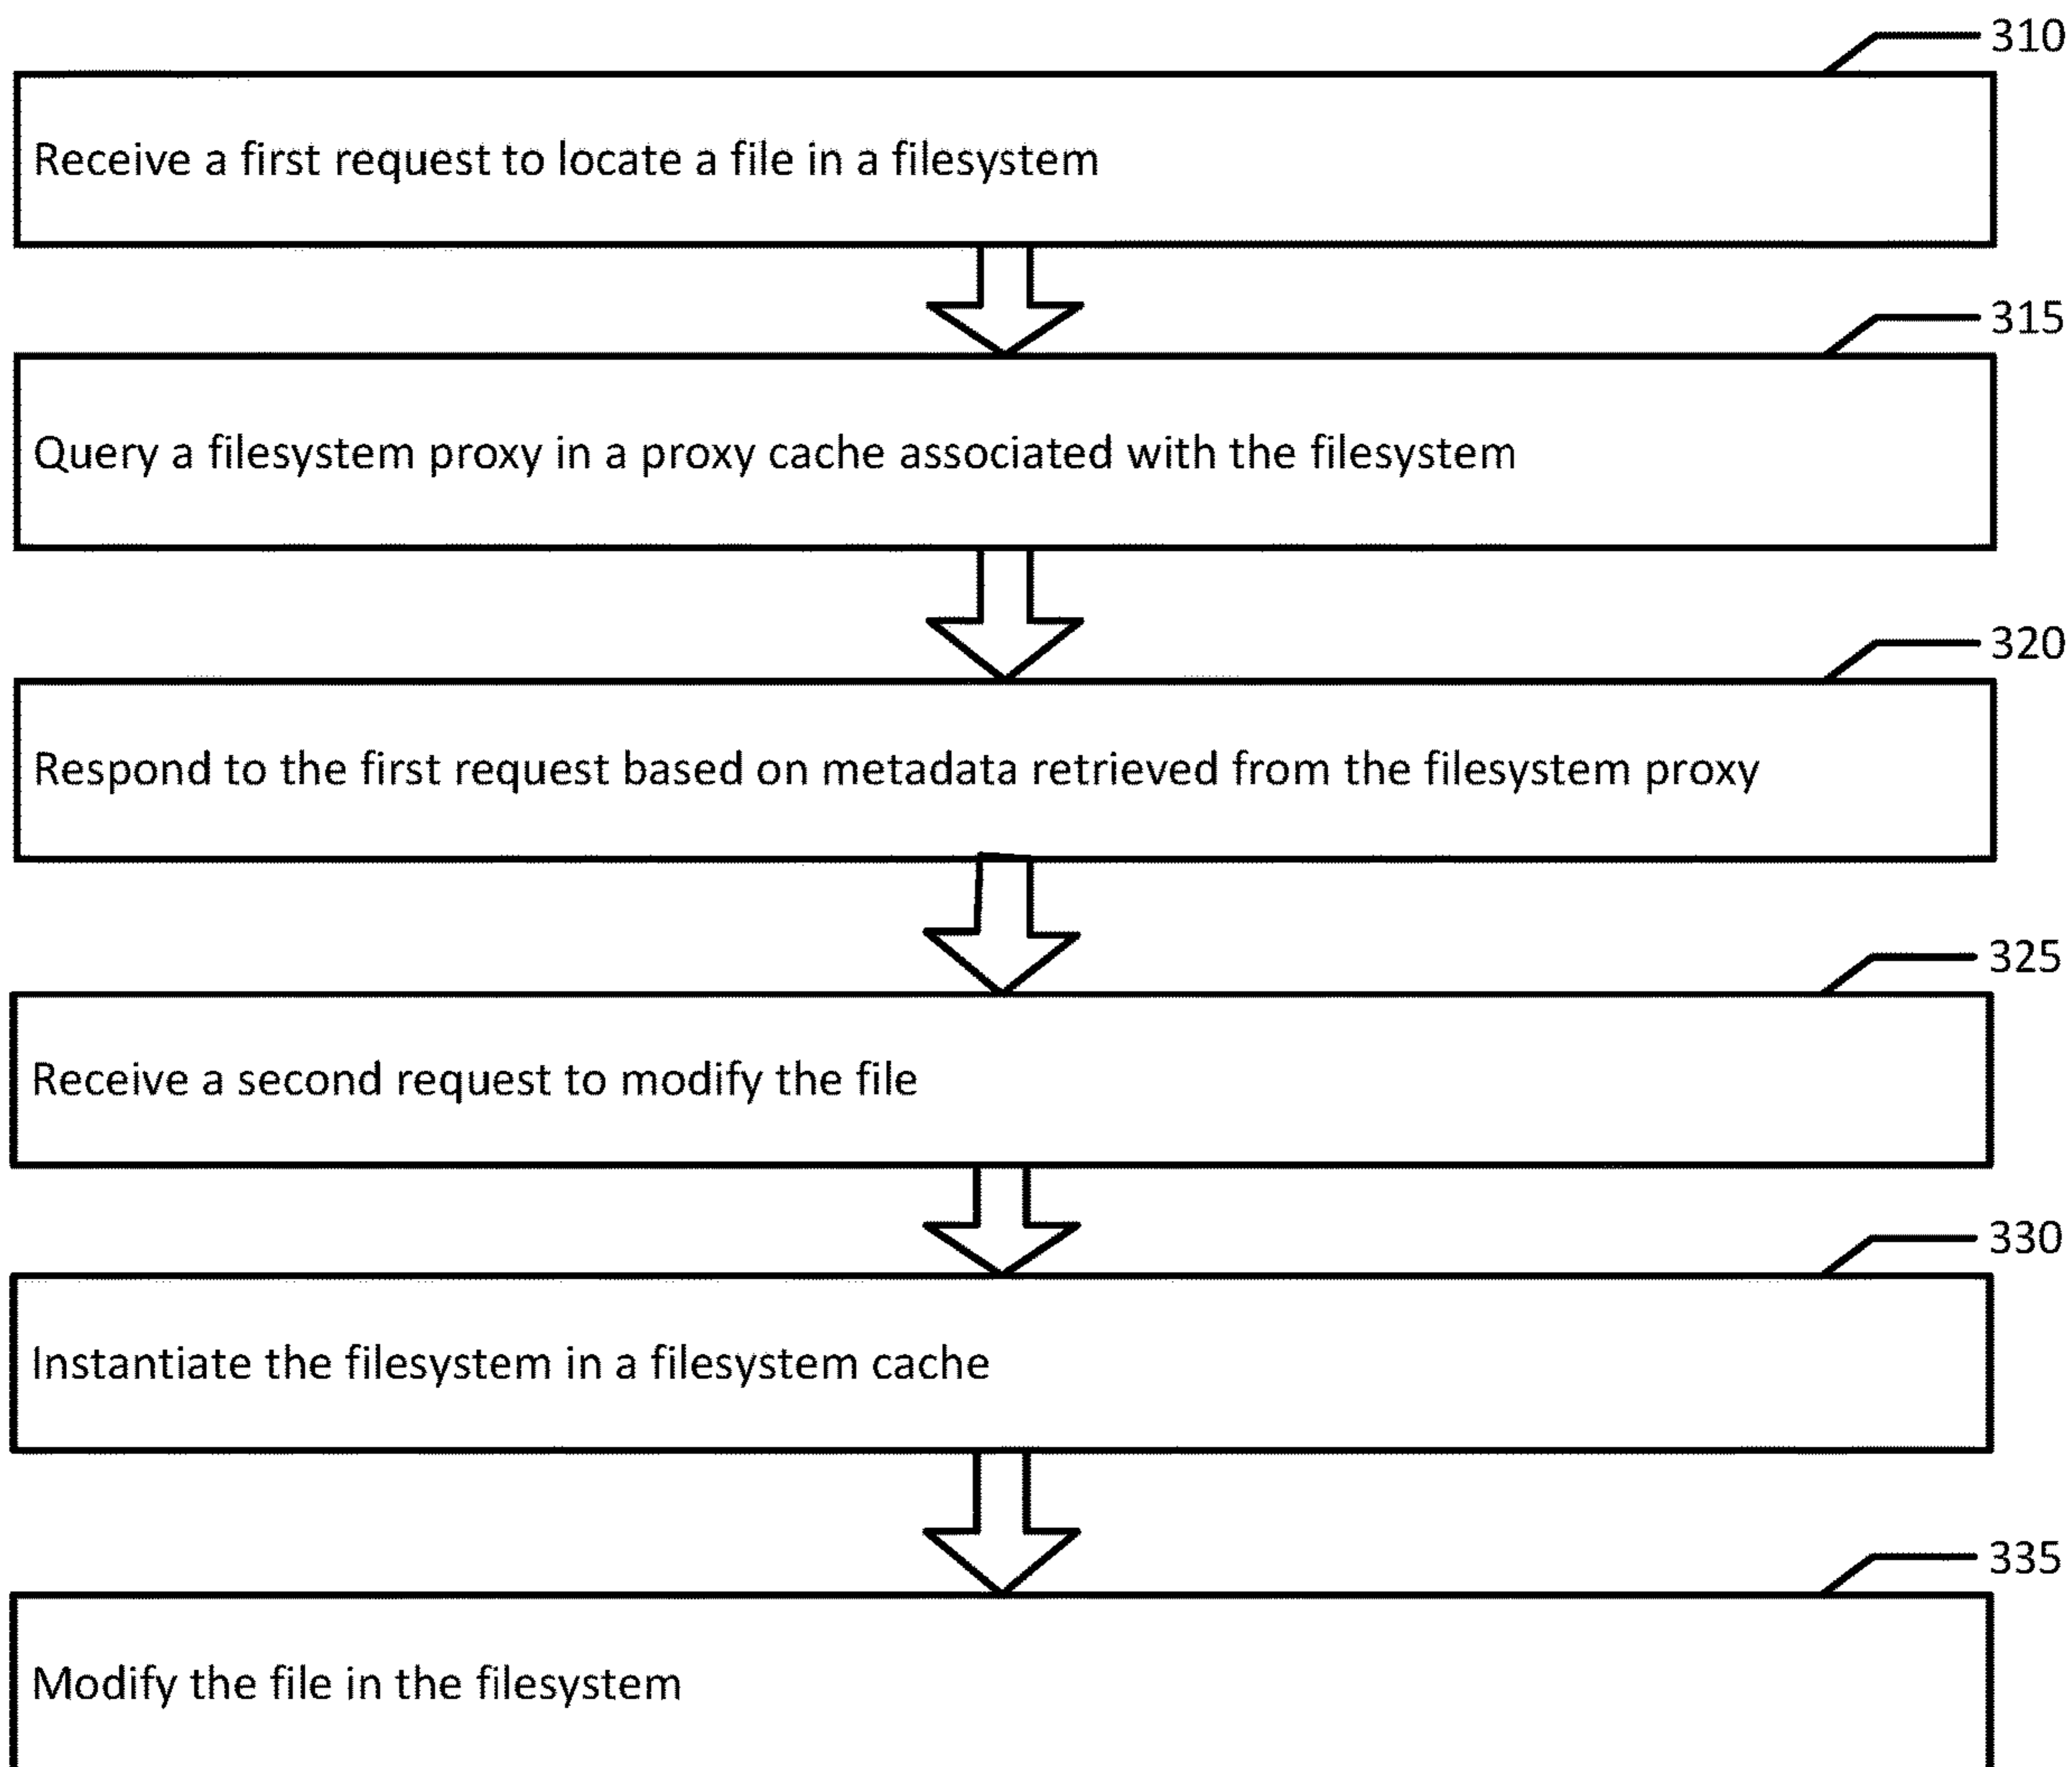 310
Receive a first request to locate a file in a filesystem
315
Query a filesystem proxy in a proxy cache associated with the filesystem
320
Respond to the first request based on metadata retrieved from the filesystem proxy
325
Receive a second request to modify the file
330
Instantiate the filesystem in a filesystem cache
335
Modify the file in the filesystem